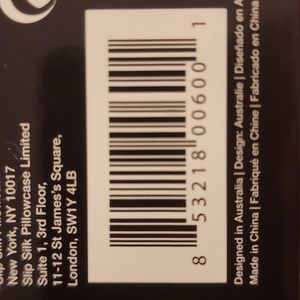 New York, NY 10017
Slip Silk Pillowcase Limited
Suite 1, 3rd Floor,
11-12 St James's Square,
London, SW1Y 4LB
8 53218 00600 1
Designed in Australia | Design: Australie | Diseñado en A
Made in China | Fabriqué en Chine | Fabricado en China